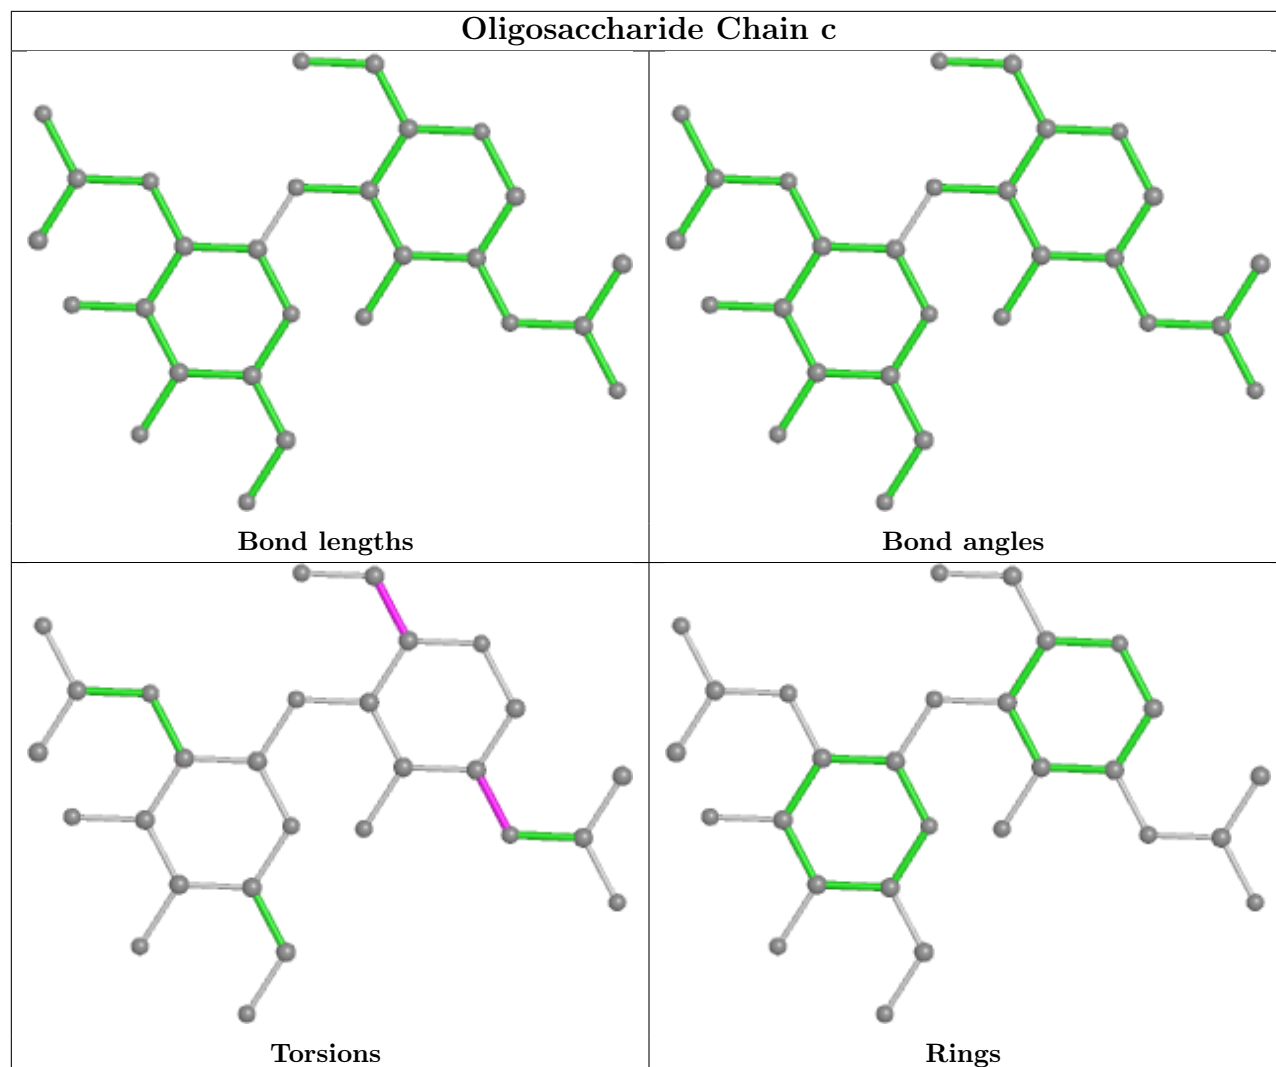 Oligosaccharide Chain c
Bond lengths
Bond angles
Torsions
Rings